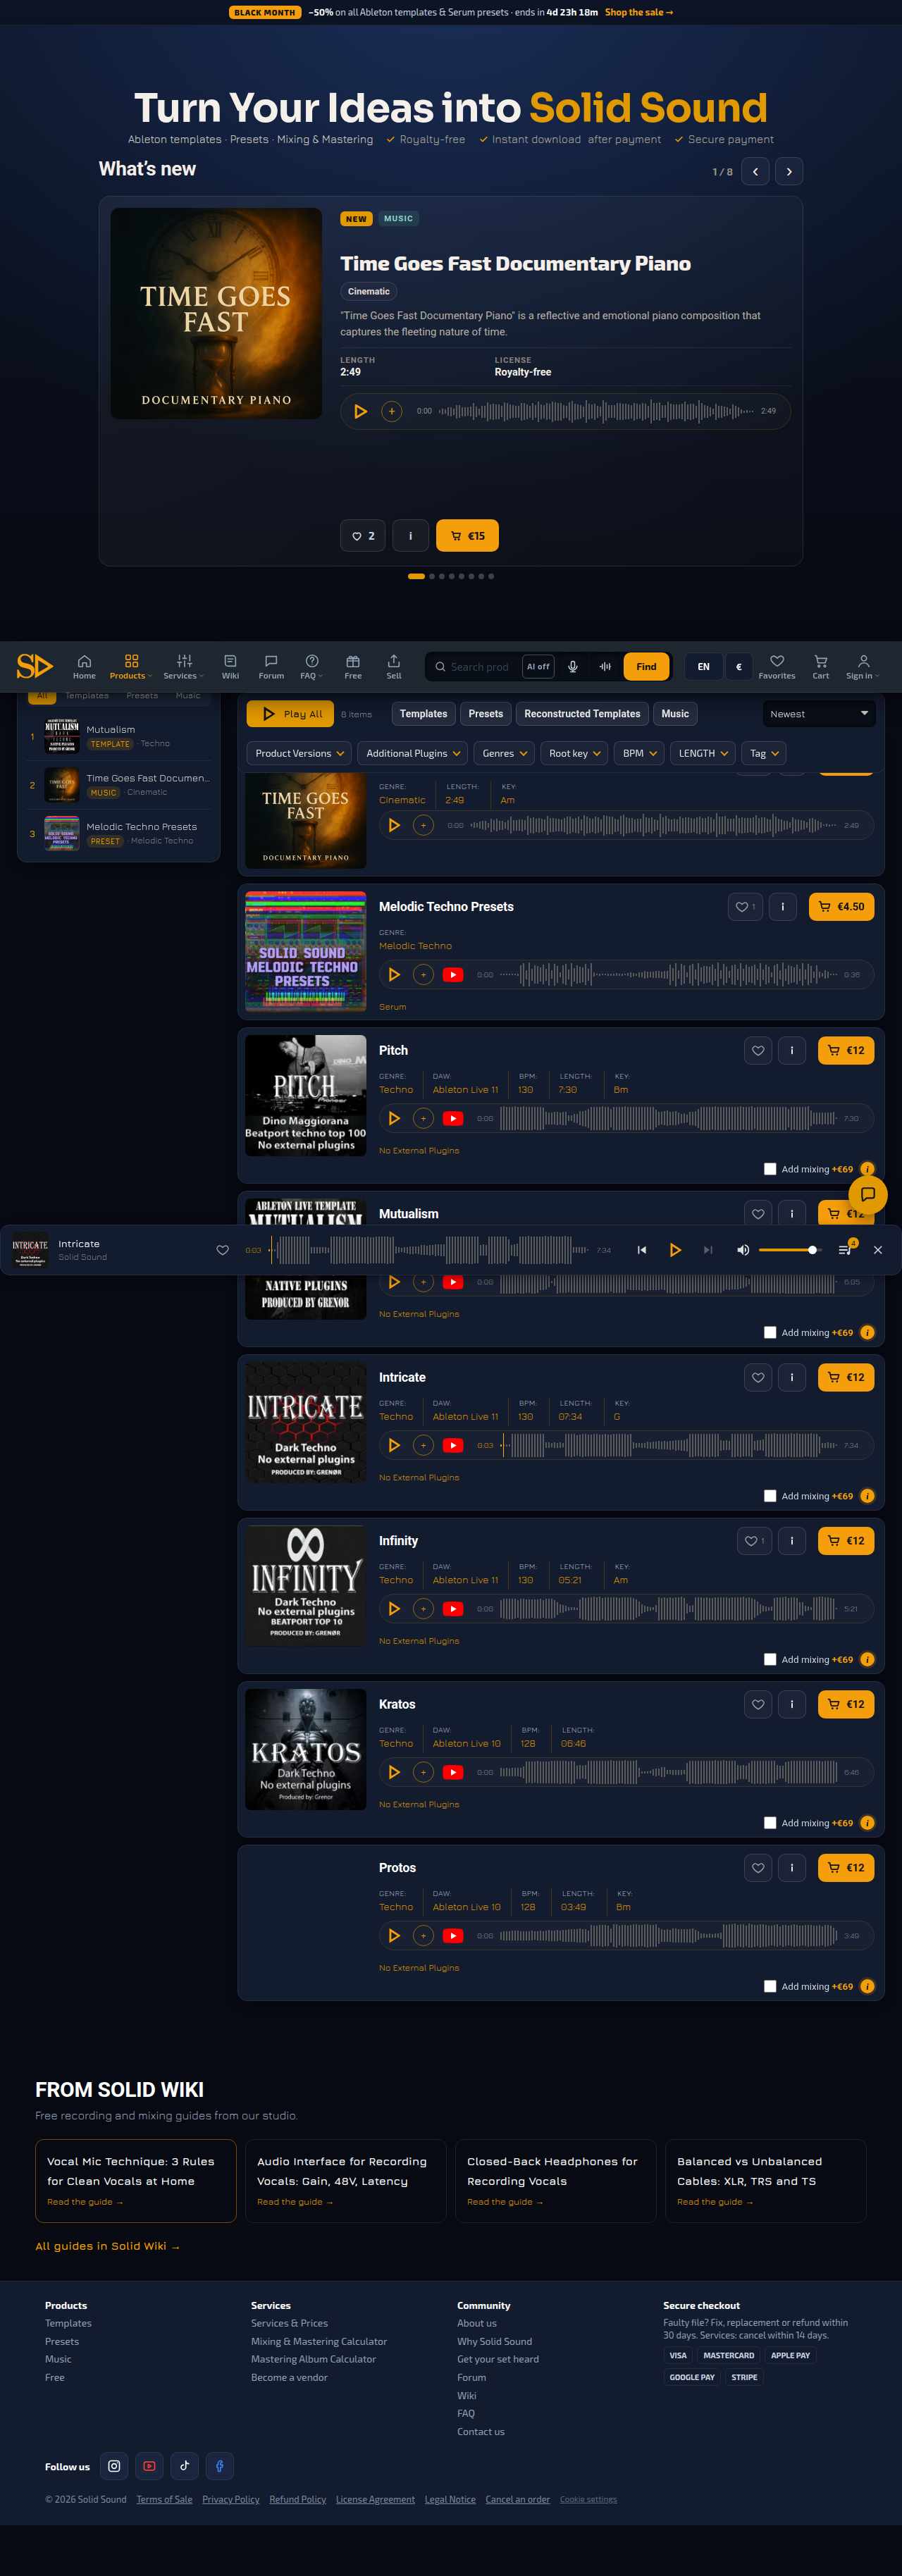 BLACK MONTH −50% on all Ableton templates & Serum presets · ends in 4d 23h 18m Shop the sale →
Turn Your Ideas into Solid Sound
Ableton templates · Presets · Mixing & Mastering ✓ Royalty-free ✓ Instant download after payment ✓ Secure payment
What's new
1 / 8
TIME GOES
FAST
DOCUMENTARY PIANO
NEW MUSIC
Time Goes Fast Documentary Piano
Cinematic
"Time Goes Fast Documentary Piano" is a reflective and emotional piano composition that
captures the fleeting nature of time.
LENGTH LICENSE
2:49 Royalty-free
0:00 2:49
2 i €15
Home Products Services Wiki Forum FAQ Free Sell
Search prod AI off Find EN € Favorites Cart Sign in
All Templates Presets Music
1 Mutualism
TEMPLATE · Techno
2 Time Goes Fast Documen...
MUSIC · Cinematic
3 Melodic Techno Presets
PRESET · Melodic Techno
Play All 8 items Templates Presets Reconstructed Templates Music Newest
Product Versions Additional Plugins Genres Root key BPM LENGTH Tag
TIME GOES
FAST
DOCUMENTARY PIANO
GENRE: LENGTH: KEY:
Cinematic 2:49 Am
0:00 2:49
SOLID SOUND
MELODIC TECHNO
PRESETS
Melodic Techno Presets 1 i €4.50
GENRE:
Melodic Techno
0:00 0:36
Serum
PITCH
Dino Maggiorana
Beatport techno top 100
No external plugins
Pitch i €12
GENRE: DAW: BPM: LENGTH: KEY:
Techno Ableton Live 11 130 7:30 Bm
0:00 7:30
No External Plugins
Add mixing +€69 i
ABLETON LIVE TEMPLATE
MUTUALISM
Mutualism i €12
Intricate
Solid Sound
0:03 7:34 4
NATIVE PLUGINS
PRODUCED BY GRENOR
0:00 6:05
No External Plugins
Add mixing +€69 i
INTRICATE
Dark Techno
No external plugins
PRODUCED BY: GRENØR
Intricate i €12
GENRE: DAW: BPM: LENGTH: KEY:
Techno Ableton Live 11 130 07:34 G
0:03 7:34
No External Plugins
Add mixing +€69 i
INFINITY
Dark Techno
No external plugins
BEATPORT TOP 10
PRODUCED BY: GRENØR
Infinity 1 i €12
GENRE: DAW: BPM: LENGTH: KEY:
Techno Ableton Live 11 130 05:21 Am
0:00 5:21
No External Plugins
Add mixing +€69 i
KRATOS
Dark Techno
No external plugins
Produced by: Grenor
Kratos i €12
GENRE: DAW: BPM: LENGTH:
Techno Ableton Live 10 128 06:46
0:00 6:46
No External Plugins
Add mixing +€69 i
Protos i €12
GENRE: DAW: BPM: LENGTH: KEY:
Techno Ableton Live 10 128 03:49 Bm
0:00 3:49
No External Plugins
Add mixing +€69 i
FROM SOLID WIKI
Free recording and mixing guides from our studio.
Vocal Mic Technique: 3 Rules
for Clean Vocals at Home
Read the guide →
Audio Interface for Recording
Vocals: Gain, 48V, Latency
Read the guide →
Closed-Back Headphones for
Recording Vocals
Read the guide →
Balanced vs Unbalanced
Cables: XLR, TRS and TS
Read the guide →
All guides in Solid Wiki →
Products
Templates
Presets
Music
Free
Services
Services & Prices
Mixing & Mastering Calculator
Mastering Album Calculator
Become a vendor
Community
About us
Why Solid Sound
Get your set heard
Forum
Wiki
FAQ
Contact us
Secure checkout
Faulty file? Fix, replacement or refund within
30 days. Services: cancel within 14 days.
VISA MASTERCARD APPLE PAY
GOOGLE PAY STRIPE
Follow us
© 2026 Solid Sound Terms of Sale Privacy Policy Refund Policy License Agreement Legal Notice Cancel an order Cookie settings